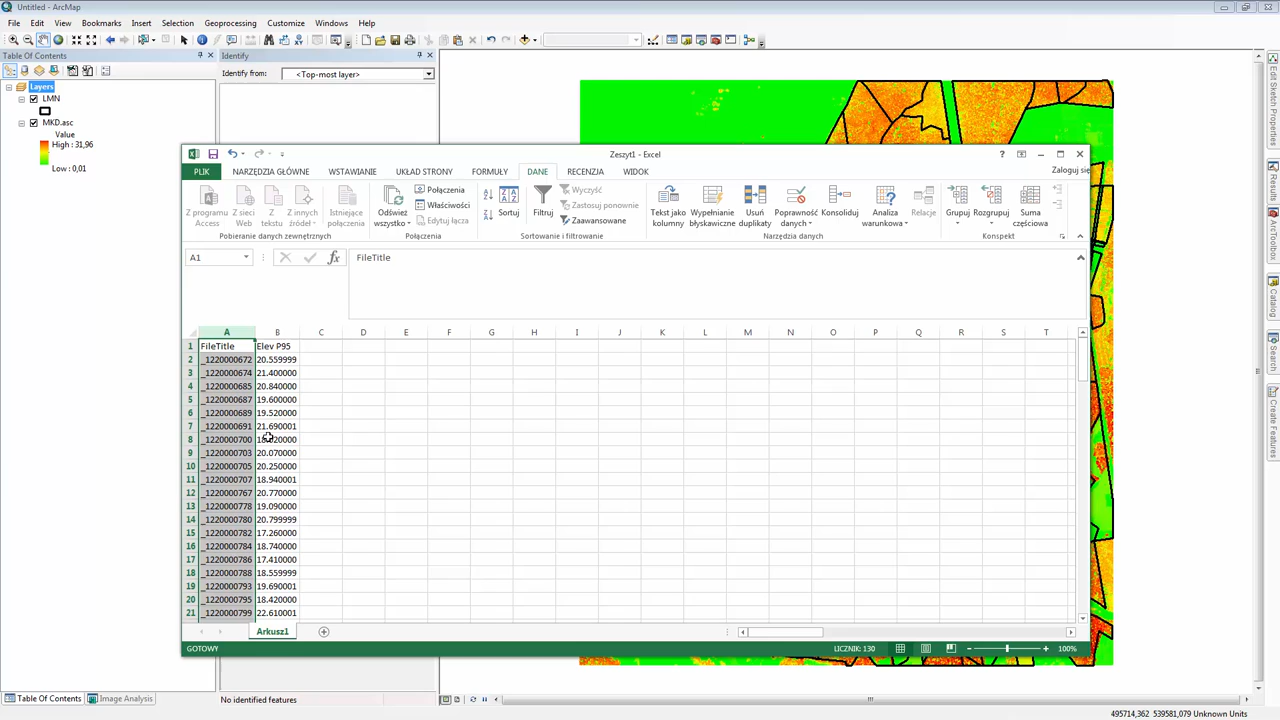 Untitled - ArcMap
File Edit View Bookmarks Insert Selection Geoprocessing Customize Windows Help
Table Of Contents
Identify
Layers
LMN
MKD.asc
Value
High : 31,96
Low : 0,01
Identify from: <Top-most layer>
Zeszyt1 - Excel
PLIK NARZĘDZIA GŁÓWNE WSTAWIANIE UKŁAD STRONY FORMUŁY DANE RECENZJA WIDOK Zaloguj się
Z programu Access
Z sieci Web
Z tekstu
Z innych źródeł
Istniejące połączenia
Pobieranie danych zewnętrznych
Odśwież wszystko
Połączenia
Właściwości
Edytuj łącza
Połączenia
Sortuj
Filtruj
Wyczyść
Zastosuj ponownie
Zaawansowane
Sortowanie i filtrowanie
Tekst jako kolumny
Wypełnianie błyskawiczne
Usuń duplikaty
Poprawność danych
Konsoliduj
Analiza warunkowa
Relacje
Narzędzia danych
Grupuj
Rozgrupuj
Suma częściowa
Konspekt
A1 fx FileTitle
A B C D E F G H I J K L M N O P Q R S T
1 FileTitle Elev P95
2 _1220000672 20.559999
3 _1220000674 21.400000
4 _1220000685 20.840000
5 _1220000687 19.600000
6 _1220000689 19.520000
7 _1220000691 21.690001
8 _1220000700
9 _1220000703 20.070000
10 _1220000705 20.250000
11 _1220000707 18.940001
12 _1220000767 20.770000
13 _1220000778 19.090000
14 _1220000780 20.799999
15 _1220000782 17.260000
16 _1220000784 18.740000
17 _1220000786 17.410000
18 _1220000788 18.559999
19 _1220000793 19.690001
20 _1220000795 18.420000
21 _1220000799 22.610001
Arkusz1
GOTOWY LICZNIK: 130 100%
Edit Sketch Properties
Results
ArcToolbox
Catalog
Search
Create Features
Table Of Contents Image Analysis
No identified features
495714,362 539581,079 Unknown Units